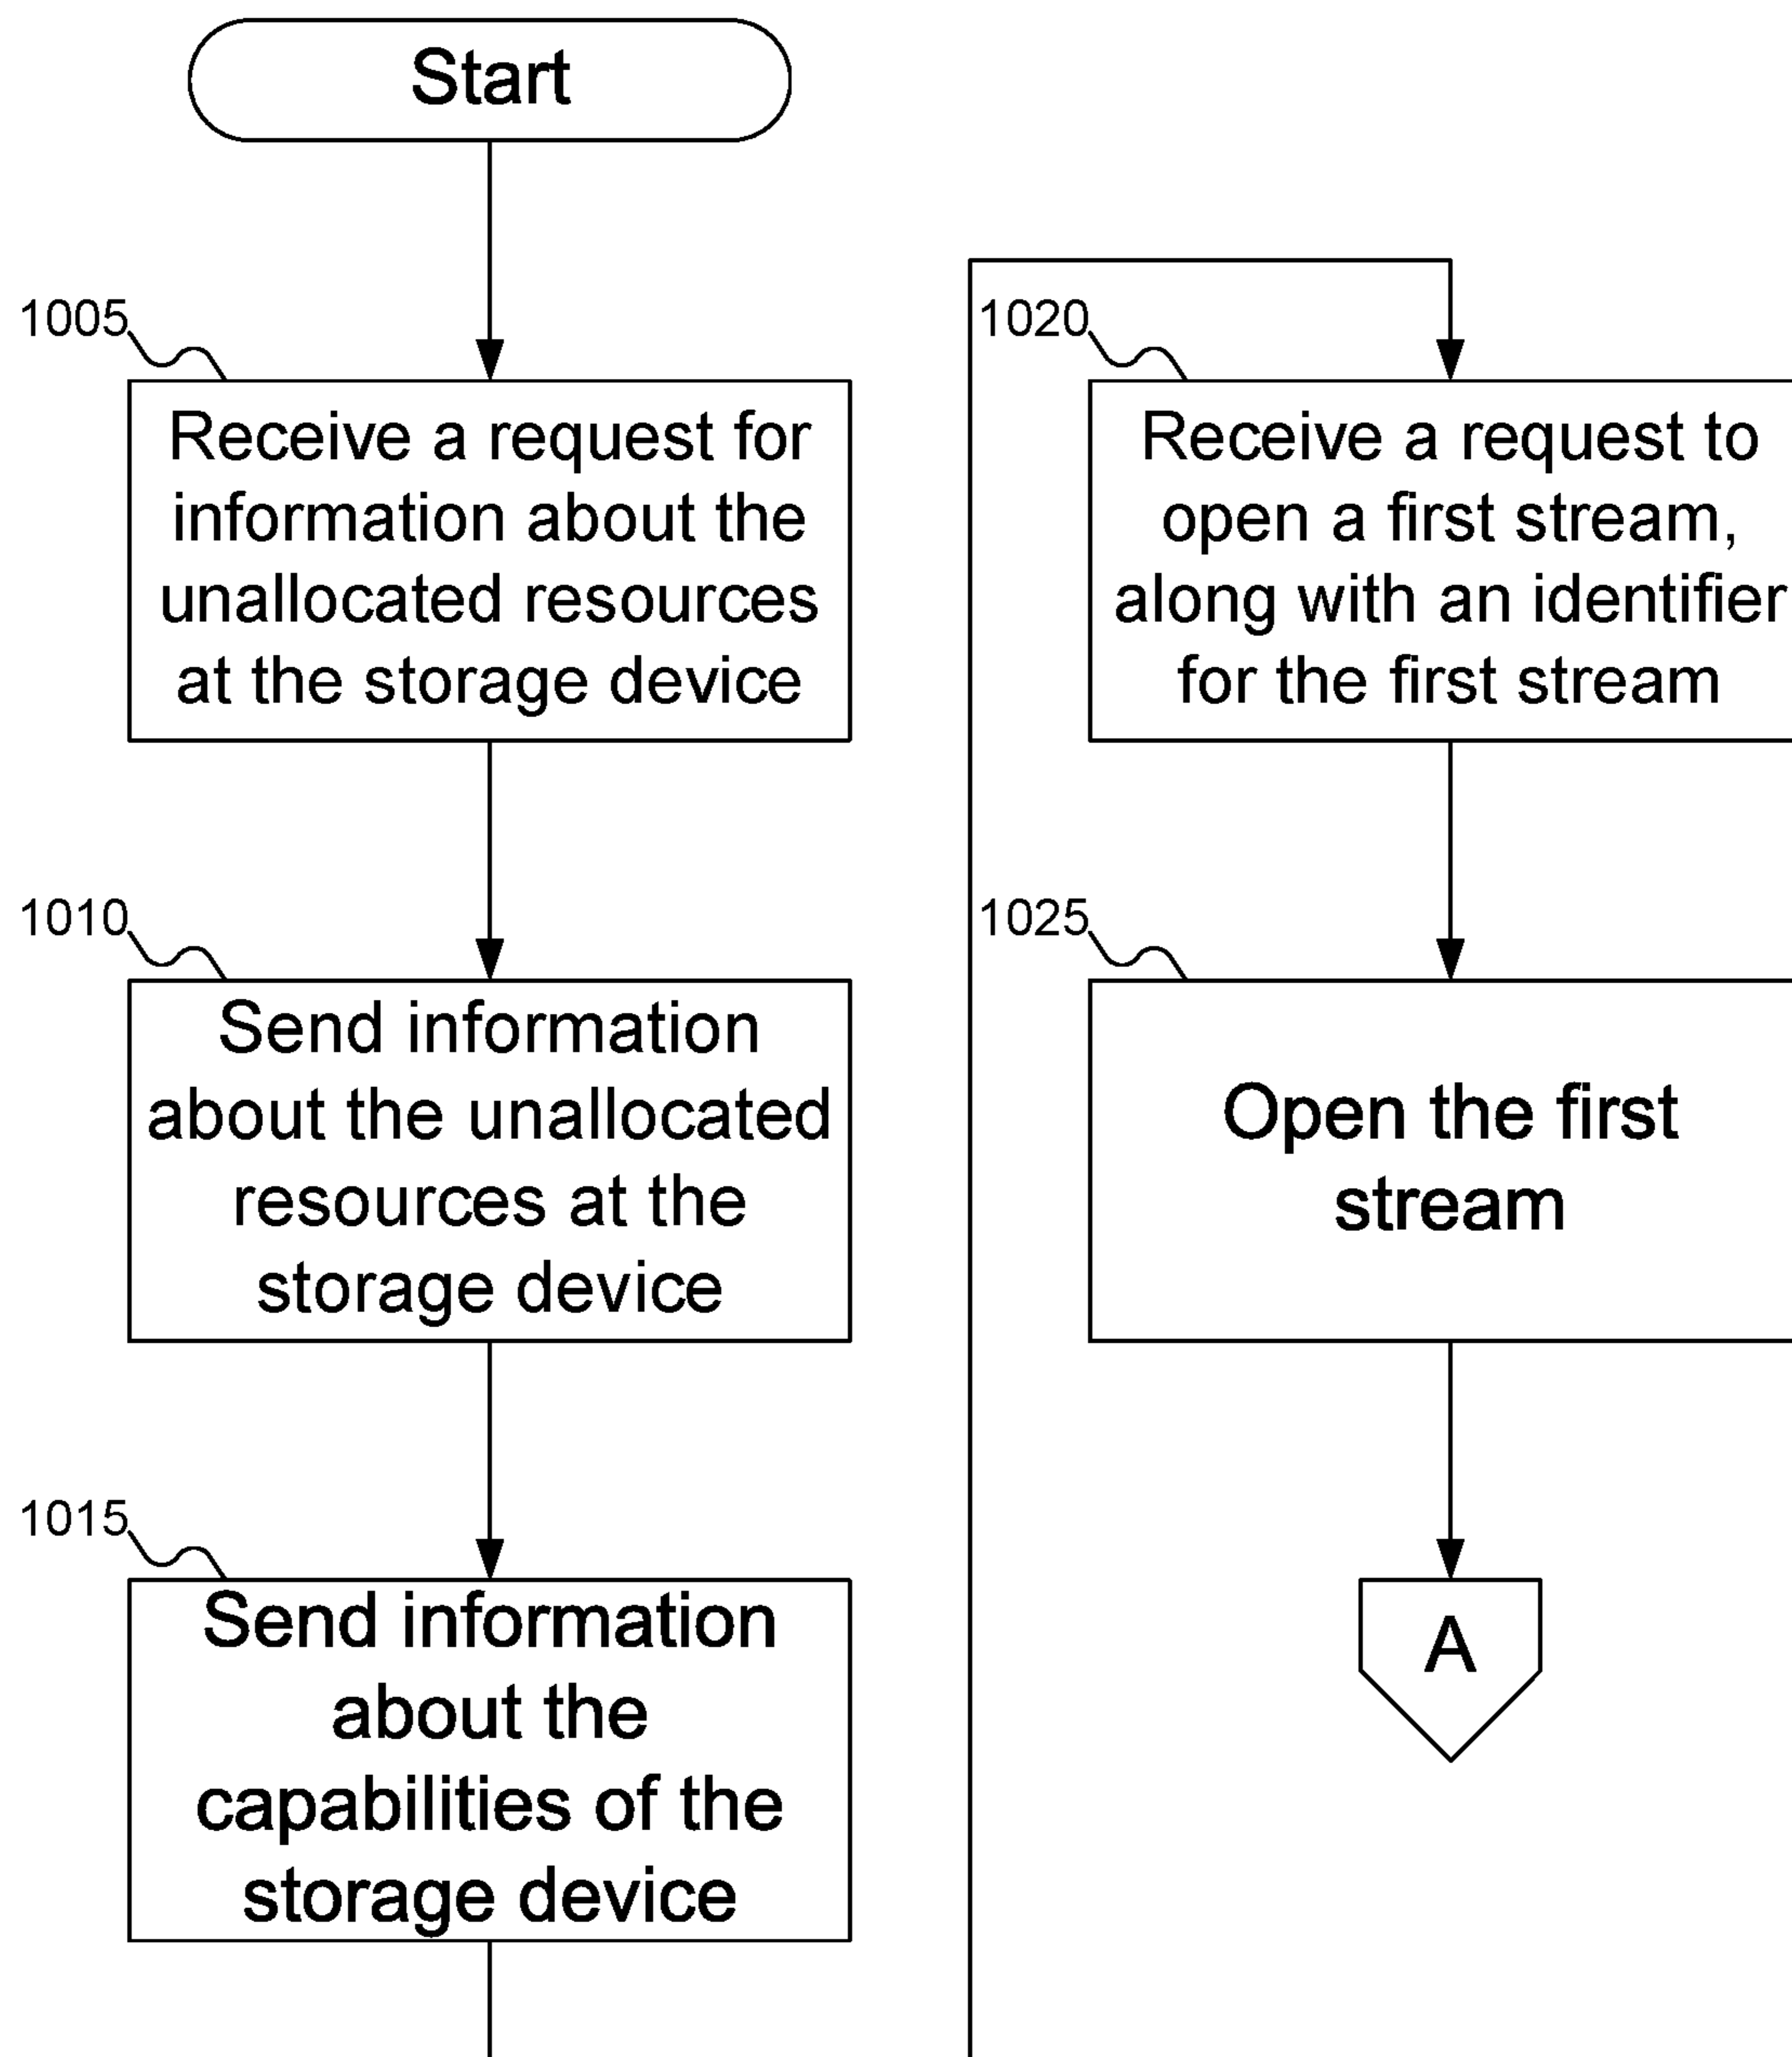 Start
1005
Receive a request for
information about the
unallocated resources
at the storage device
1010
Send information
about the unallocated
resources at the
storage device
1015
Send information
about the
capabilities of the
storage device
1020
Receive a request to
open a first stream,
along with an identifier
for the first stream
1025
Open the first
stream
A